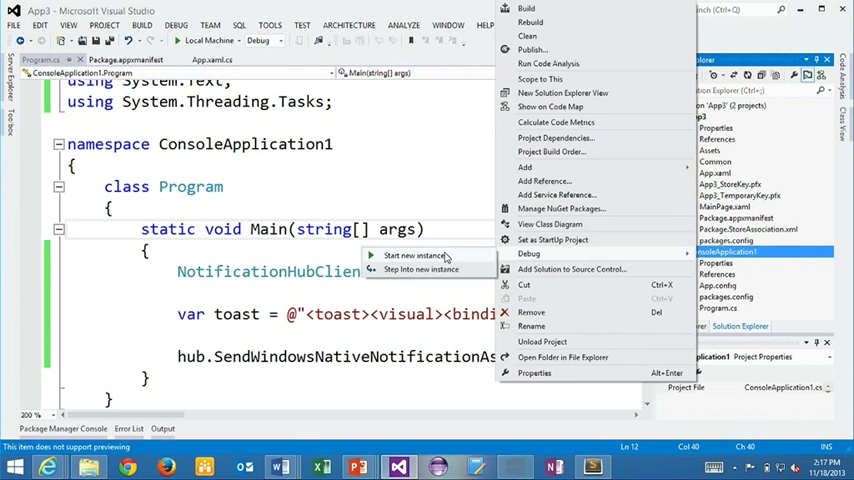 App3 - Microsoft Visual Studio
FILE EDIT VIEW PROJECT BUILD DEBUG TEAM SQL TOOLS TEST ARCHITECTURE ANALYZE WINDOW
Local Machine Debug
Program.cs Package.appxmanifest App.xaml.cs
ConsoleApplication1.Program Main(string[] args)
using System.Text;
using System.Threading.Tasks;
namespace ConsoleApplication1
{
class Program
{
static void Main(string[] args)
{
NotificationHubClien
var toast = @"<toast><visual><bindi
hub.SendWindowsNativeNotificationAs
}
}
200 %
Server Explorer
Toolbox
Start new instance
Step Into new instance
Build
Rebuild
Clean
Publish...
Run Code Analysis
Scope to This
New Solution Explorer View
Show on Code Map
Calculate Code Metrics
Project Dependencies...
Project Build Order...
Add
Add Reference...
Add Service Reference...
Manage NuGet Packages...
View Class Diagram
Set as StartUp Project
Debug
Add Solution to Source Control...
Cut Ctrl+X
Paste Ctrl+V
Remove Del
Rename
Unload Project
Open Folder in File Explorer
Properties Alt+Enter
Properties
References
Assets
Common
App.xaml
App3_StoreKey.pfx
App3_TemporaryKey.pfx
MainPage.xaml
Package.appxmanifest
Package.StoreAssociation.xml
packages.config
Properties
References
App.config
packages.config
Program.cs
Solution Explorer
Project Properties
Project File ConsoleApplication1.cs
Code Analysis
Class View
Package Manager Console Error List Output
This item does not support previewing Ln 12 Col 40 Ch 40 INS
2:17 PM
11/18/2013